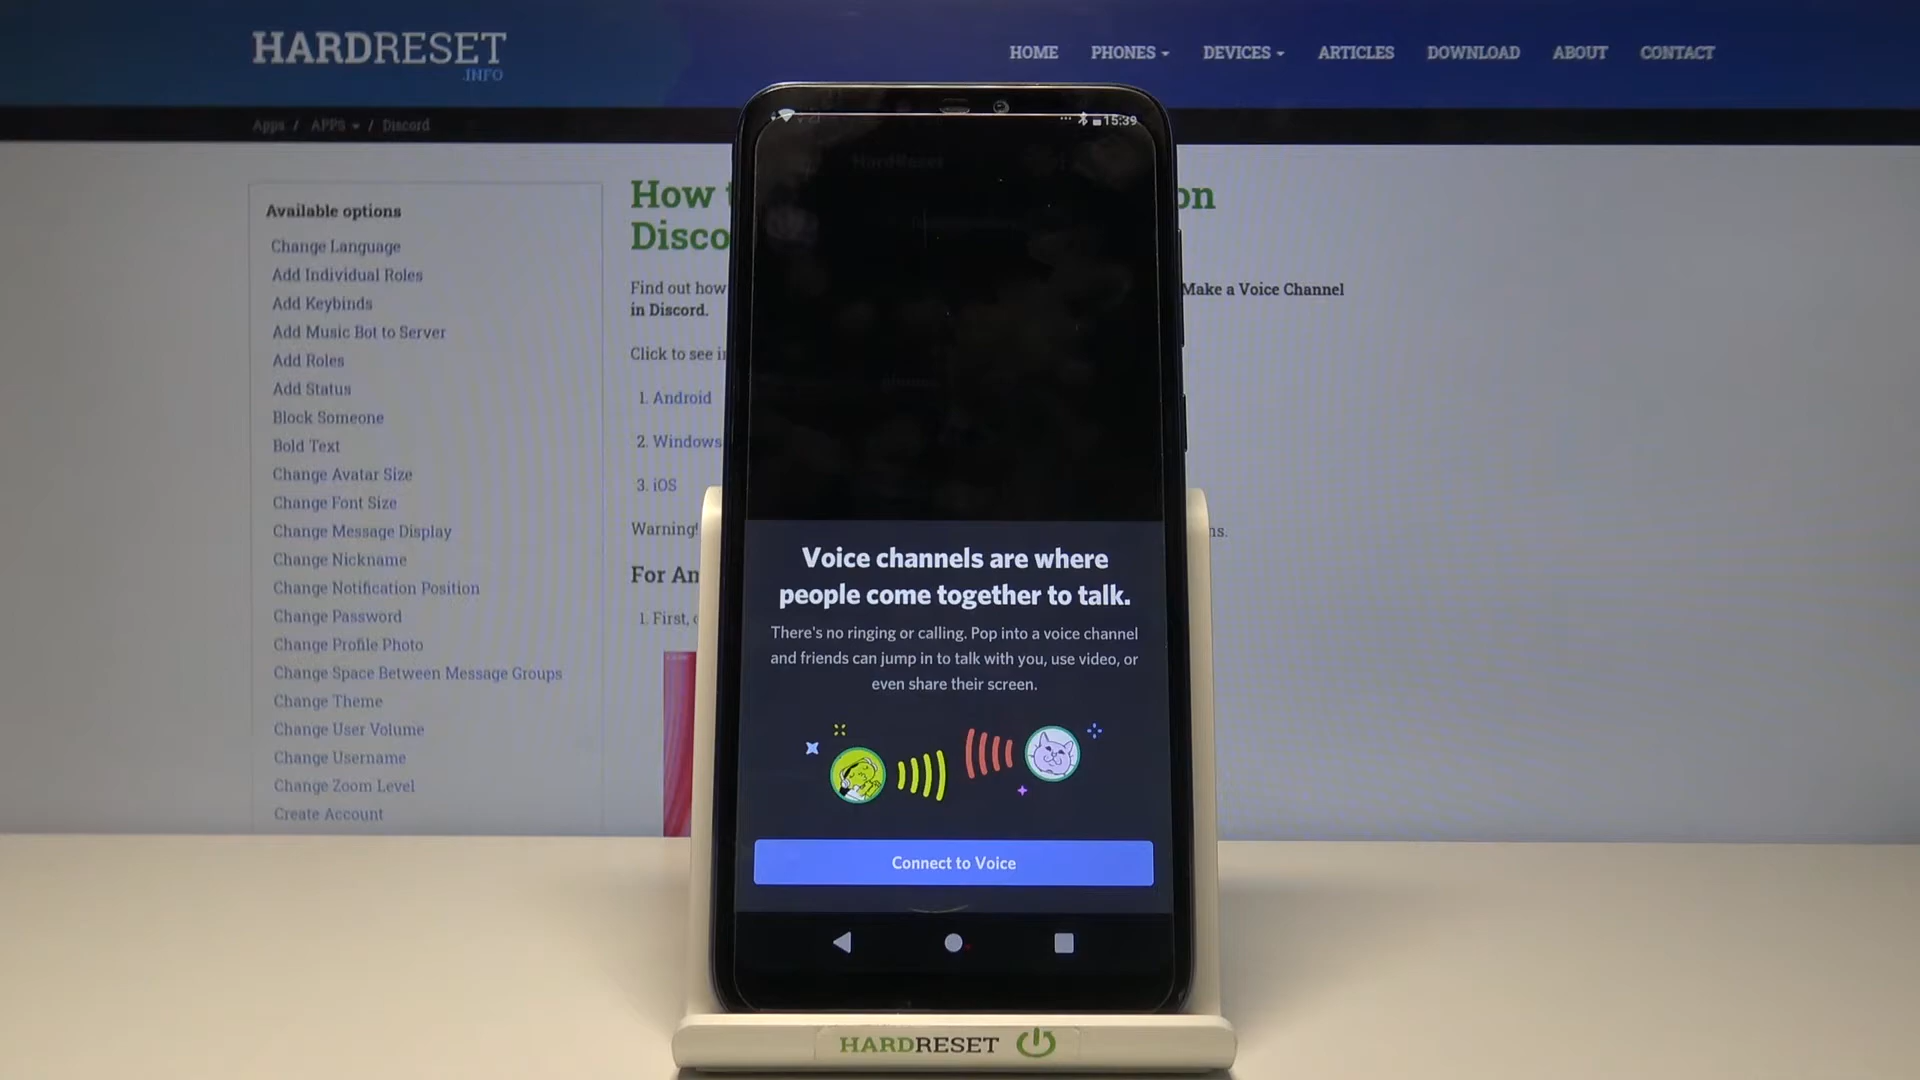 HARDRESET
.INFO
HOME PHONES DEVICES ARTICLES DOWNLOAD ABOUT CONTACT
Apps / APPS / Discord
Available options
Change Language
Add Individual Roles
Add Keybinds
Add Music Bot to Server
Add Roles
Add Status
Block Someone
Bold Text
Change Avatar Size
Change Font Size
Change Message Display
Change Nickname
Change Notification Position
Change Password
Change Profile Photo
Change Space Between Message Groups
Change Theme
Change User Volume
Change Username
Change Zoom Level
Create Account
How on
Disco
Find out how Make a Voice Channel
in Discord.
Click to see
1. Android
2. Windows
3. iOS
Warning! ns.
For An
1. First,
15:39
HardReset
Voice channels are where
people come together to talk.
There's no ringing or calling. Pop into a voice channel
and friends can jump in to talk with you, use video, or
even share their screen.
Connect to Voice
HARDRESET